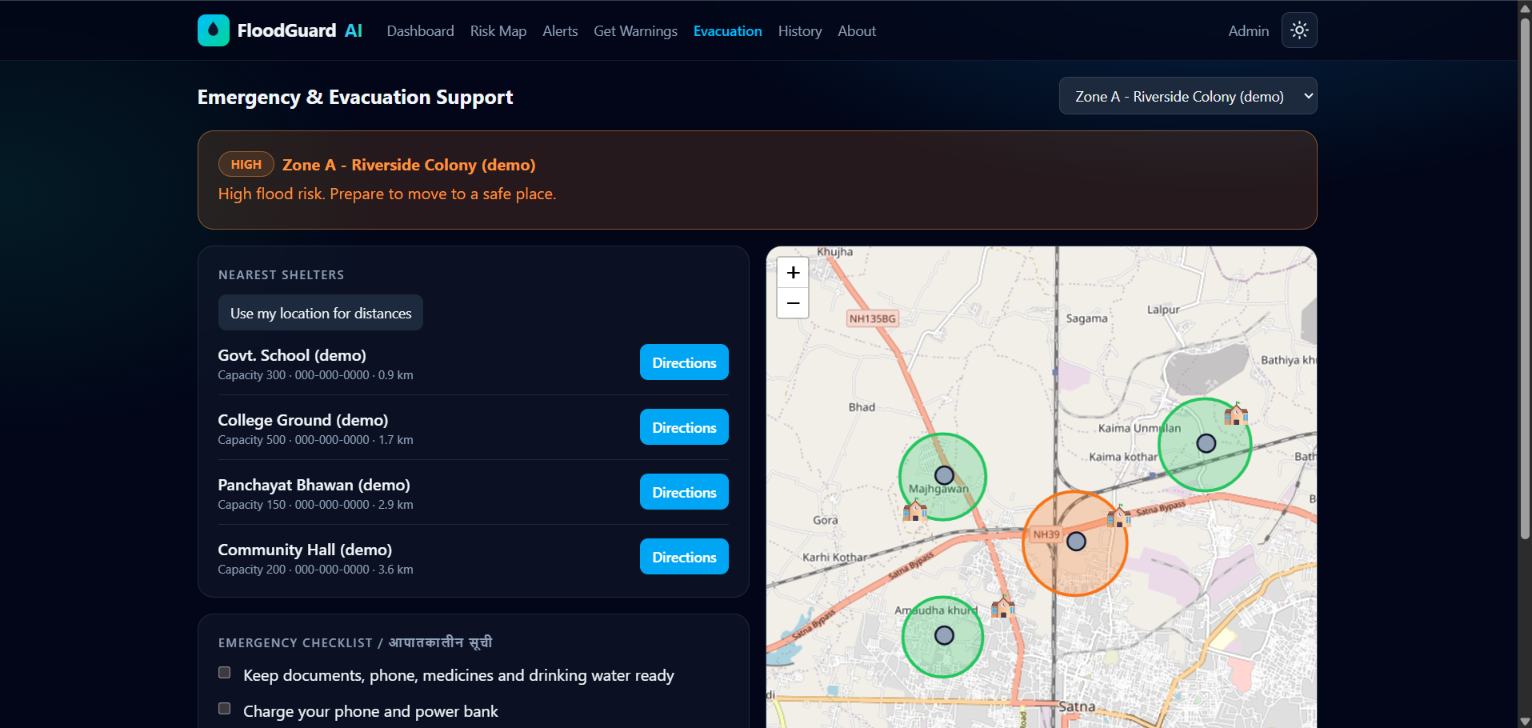 FloodGuard AI
Dashboard
Risk Map
Alerts
Get Warnings
Evacuation
History
About
Admin
Emergency & Evacuation Support
Zone A - Riverside Colony (demo)
HIGH
Zone A - Riverside Colony (demo)
High flood risk. Prepare to move to a safe place.
NEAREST SHELTERS
Use my location for distances
Govt. School (demo)
Capacity 300 · 000-000-0000 · 0.9 km
Directions
College Ground (demo)
Capacity 500 · 000-000-0000 · 1.7 km
Directions
Panchayat Bhawan (demo)
Capacity 150 · 000-000-0000 · 2.9 km
Directions
Community Hall (demo)
Capacity 200 · 000-000-0000 · 3.6 km
Directions
EMERGENCY CHECKLIST / आपातकालीन सूची
Keep documents, phone, medicines and drinking water ready
Charge your phone and power bank
+
−
Khujha
NH135BG
Sagama
Lalpur
Bathiya kh
Bhad
Kaima Unmulan
Kaima kothar
Bath
Majhgawan
Gora
Karhi Kothar
NH39
Satna Bypass
Satna Bypass
Satna Bypass
Amaudha khurd
Satna